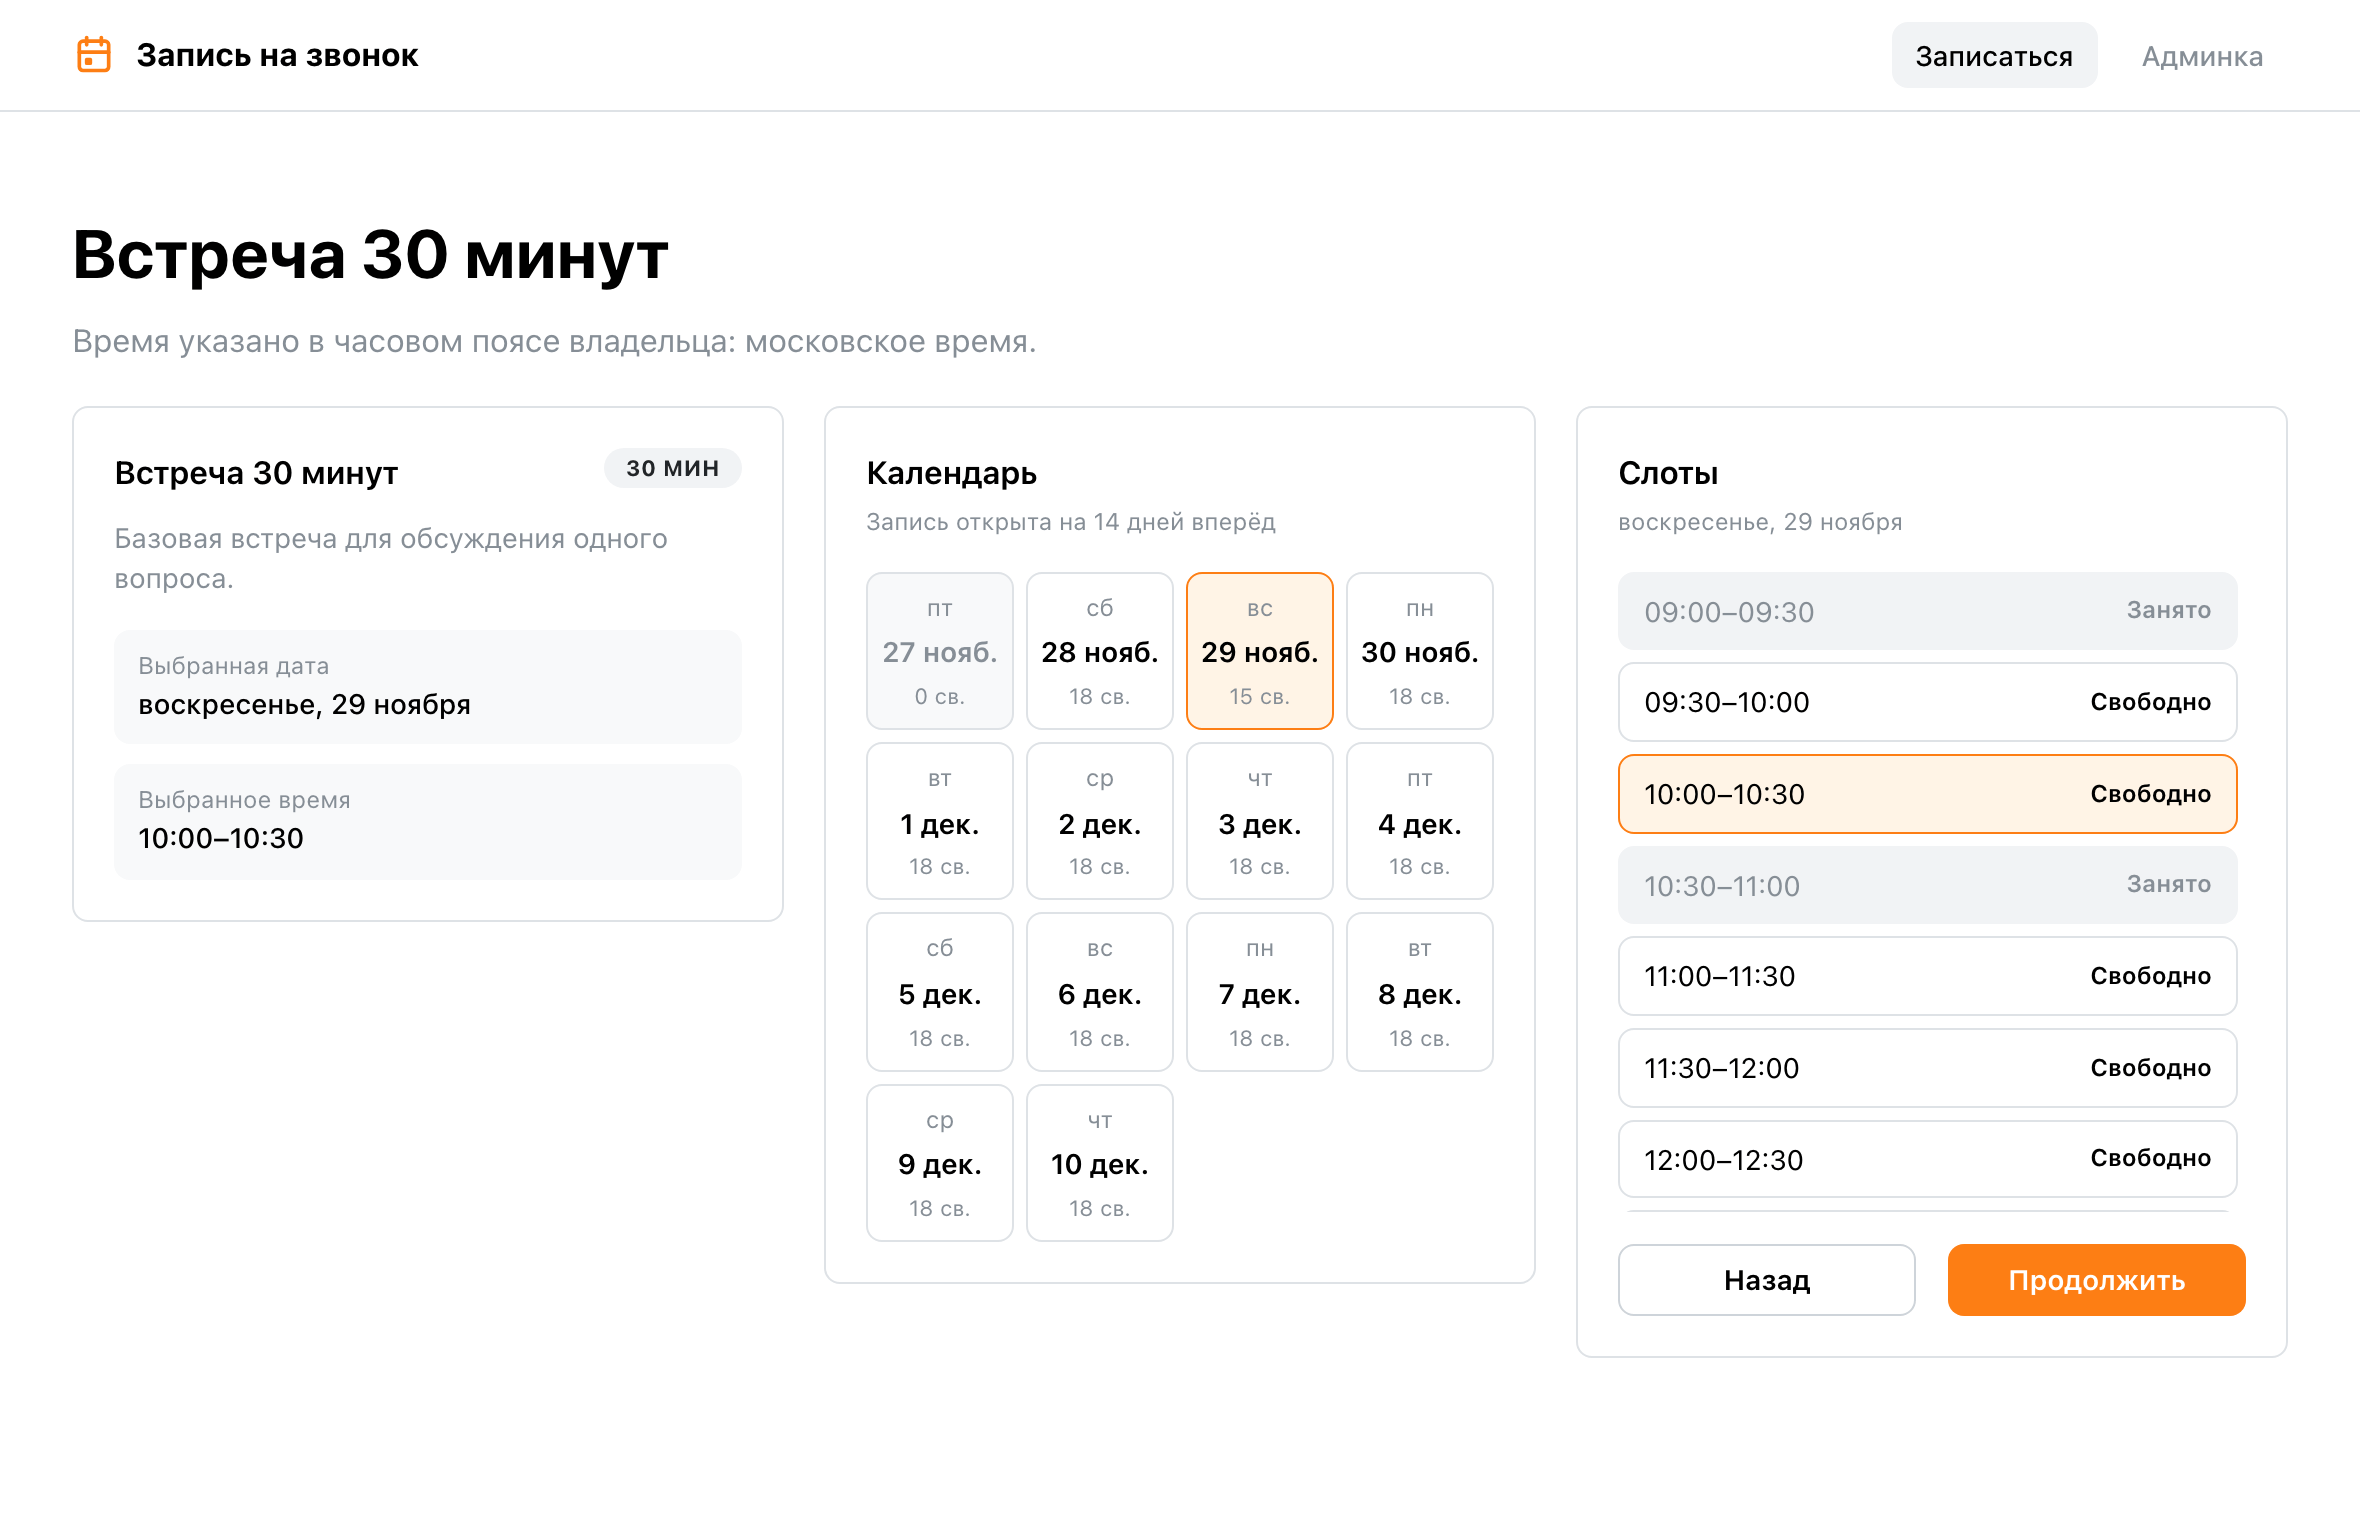 Запись на звонок
Записаться
Админка
Встреча 30 минут
Время указано в часовом поясе владельца: московское время.
Встреча 30 минут
30 МИН
Базовая встреча для обсуждения одного
вопроса.
Выбранная дата
воскресенье, 29 ноября
Выбранное время
10:00–10:30
Календарь
Запись открыта на 14 дней вперёд
пт
27 нояб.
0 св.
сб
28 нояб.
18 св.
вс
29 нояб.
15 св.
пн
30 нояб.
18 св.
вт
1 дек.
18 св.
ср
2 дек.
18 св.
чт
3 дек.
18 св.
пт
4 дек.
18 св.
сб
5 дек.
18 св.
вс
6 дек.
18 св.
пн
7 дек.
18 св.
вт
8 дек.
18 св.
ср
9 дек.
18 св.
чт
10 дек.
18 св.
Слоты
воскресенье, 29 ноября
09:00–09:30 Занято
09:30–10:00 Свободно
10:00–10:30 Свободно
10:30–11:00 Занято
11:00–11:30 Свободно
11:30–12:00 Свободно
12:00–12:30 Свободно
Назад
Продолжить